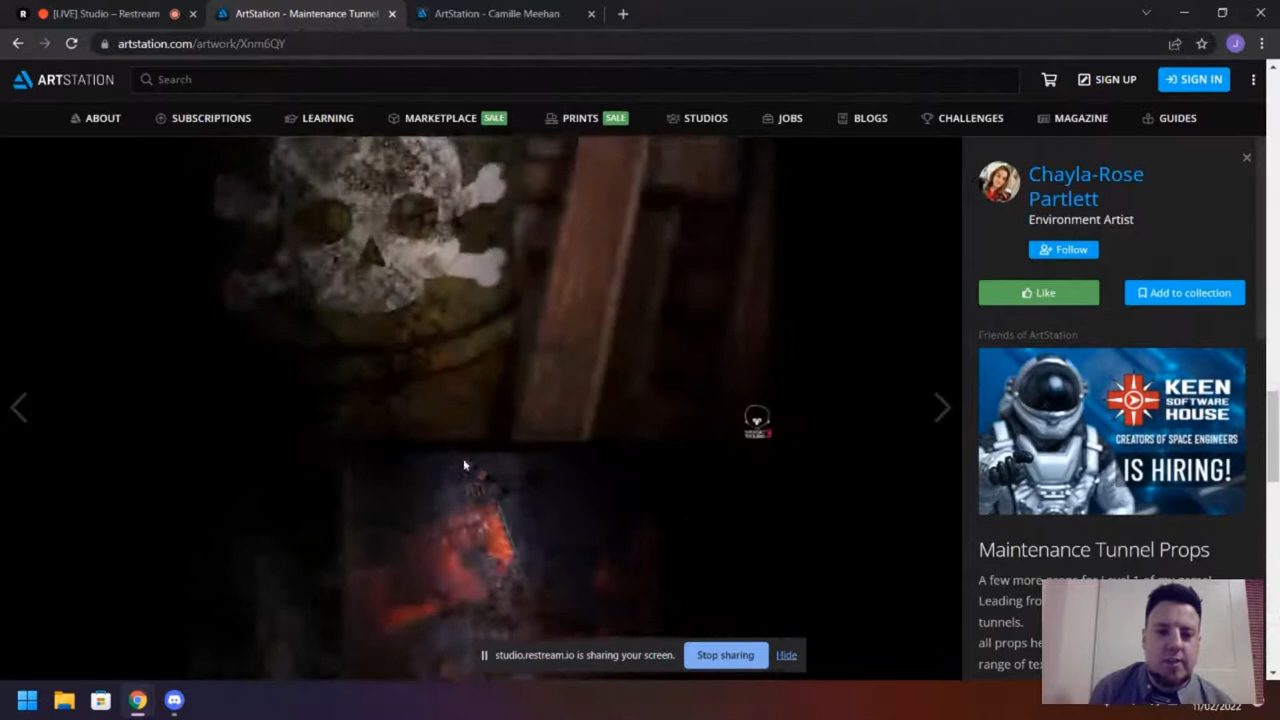 [LIVE] Studio – Restream
ArtStation - Maintenance Tunnel
ArtStation - Camille Meehan
artstation.com/artwork/Xnm6QY
J
ARTSTATION
Search
SIGN UP
SIGN IN
ABOUT
SUBSCRIPTIONS
LEARNING
MARKETPLACE SALE
PRINTS SALE
STUDIOS
JOBS
BLOGS
CHALLENGES
MAGAZINE
GUIDES
Chayla-Rose
Partlett
Environment Artist
Follow
Like
Add to collection
Friends of ArtStation
KEEN
SOFTWARE
HOUSE
CREATORS OF SPACE ENGINEERS
IS HIRING!
Maintenance Tunnel Props
A few more
Leading
tunnels.
all props
range of
studio.restream.io is sharing your screen.
Stop sharing
Hide
11/02/2022